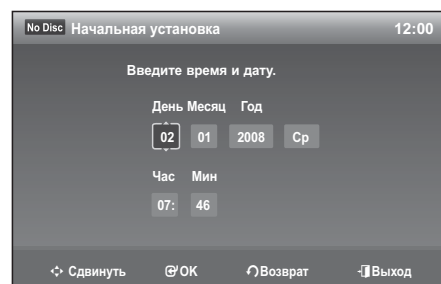 No Disc Начальная установка 12:00
Введите время и дату.
День Месяц Год
02 01 2008 Ср
Час Мин
07: 46
Сдвинуть OK Возврат Выход